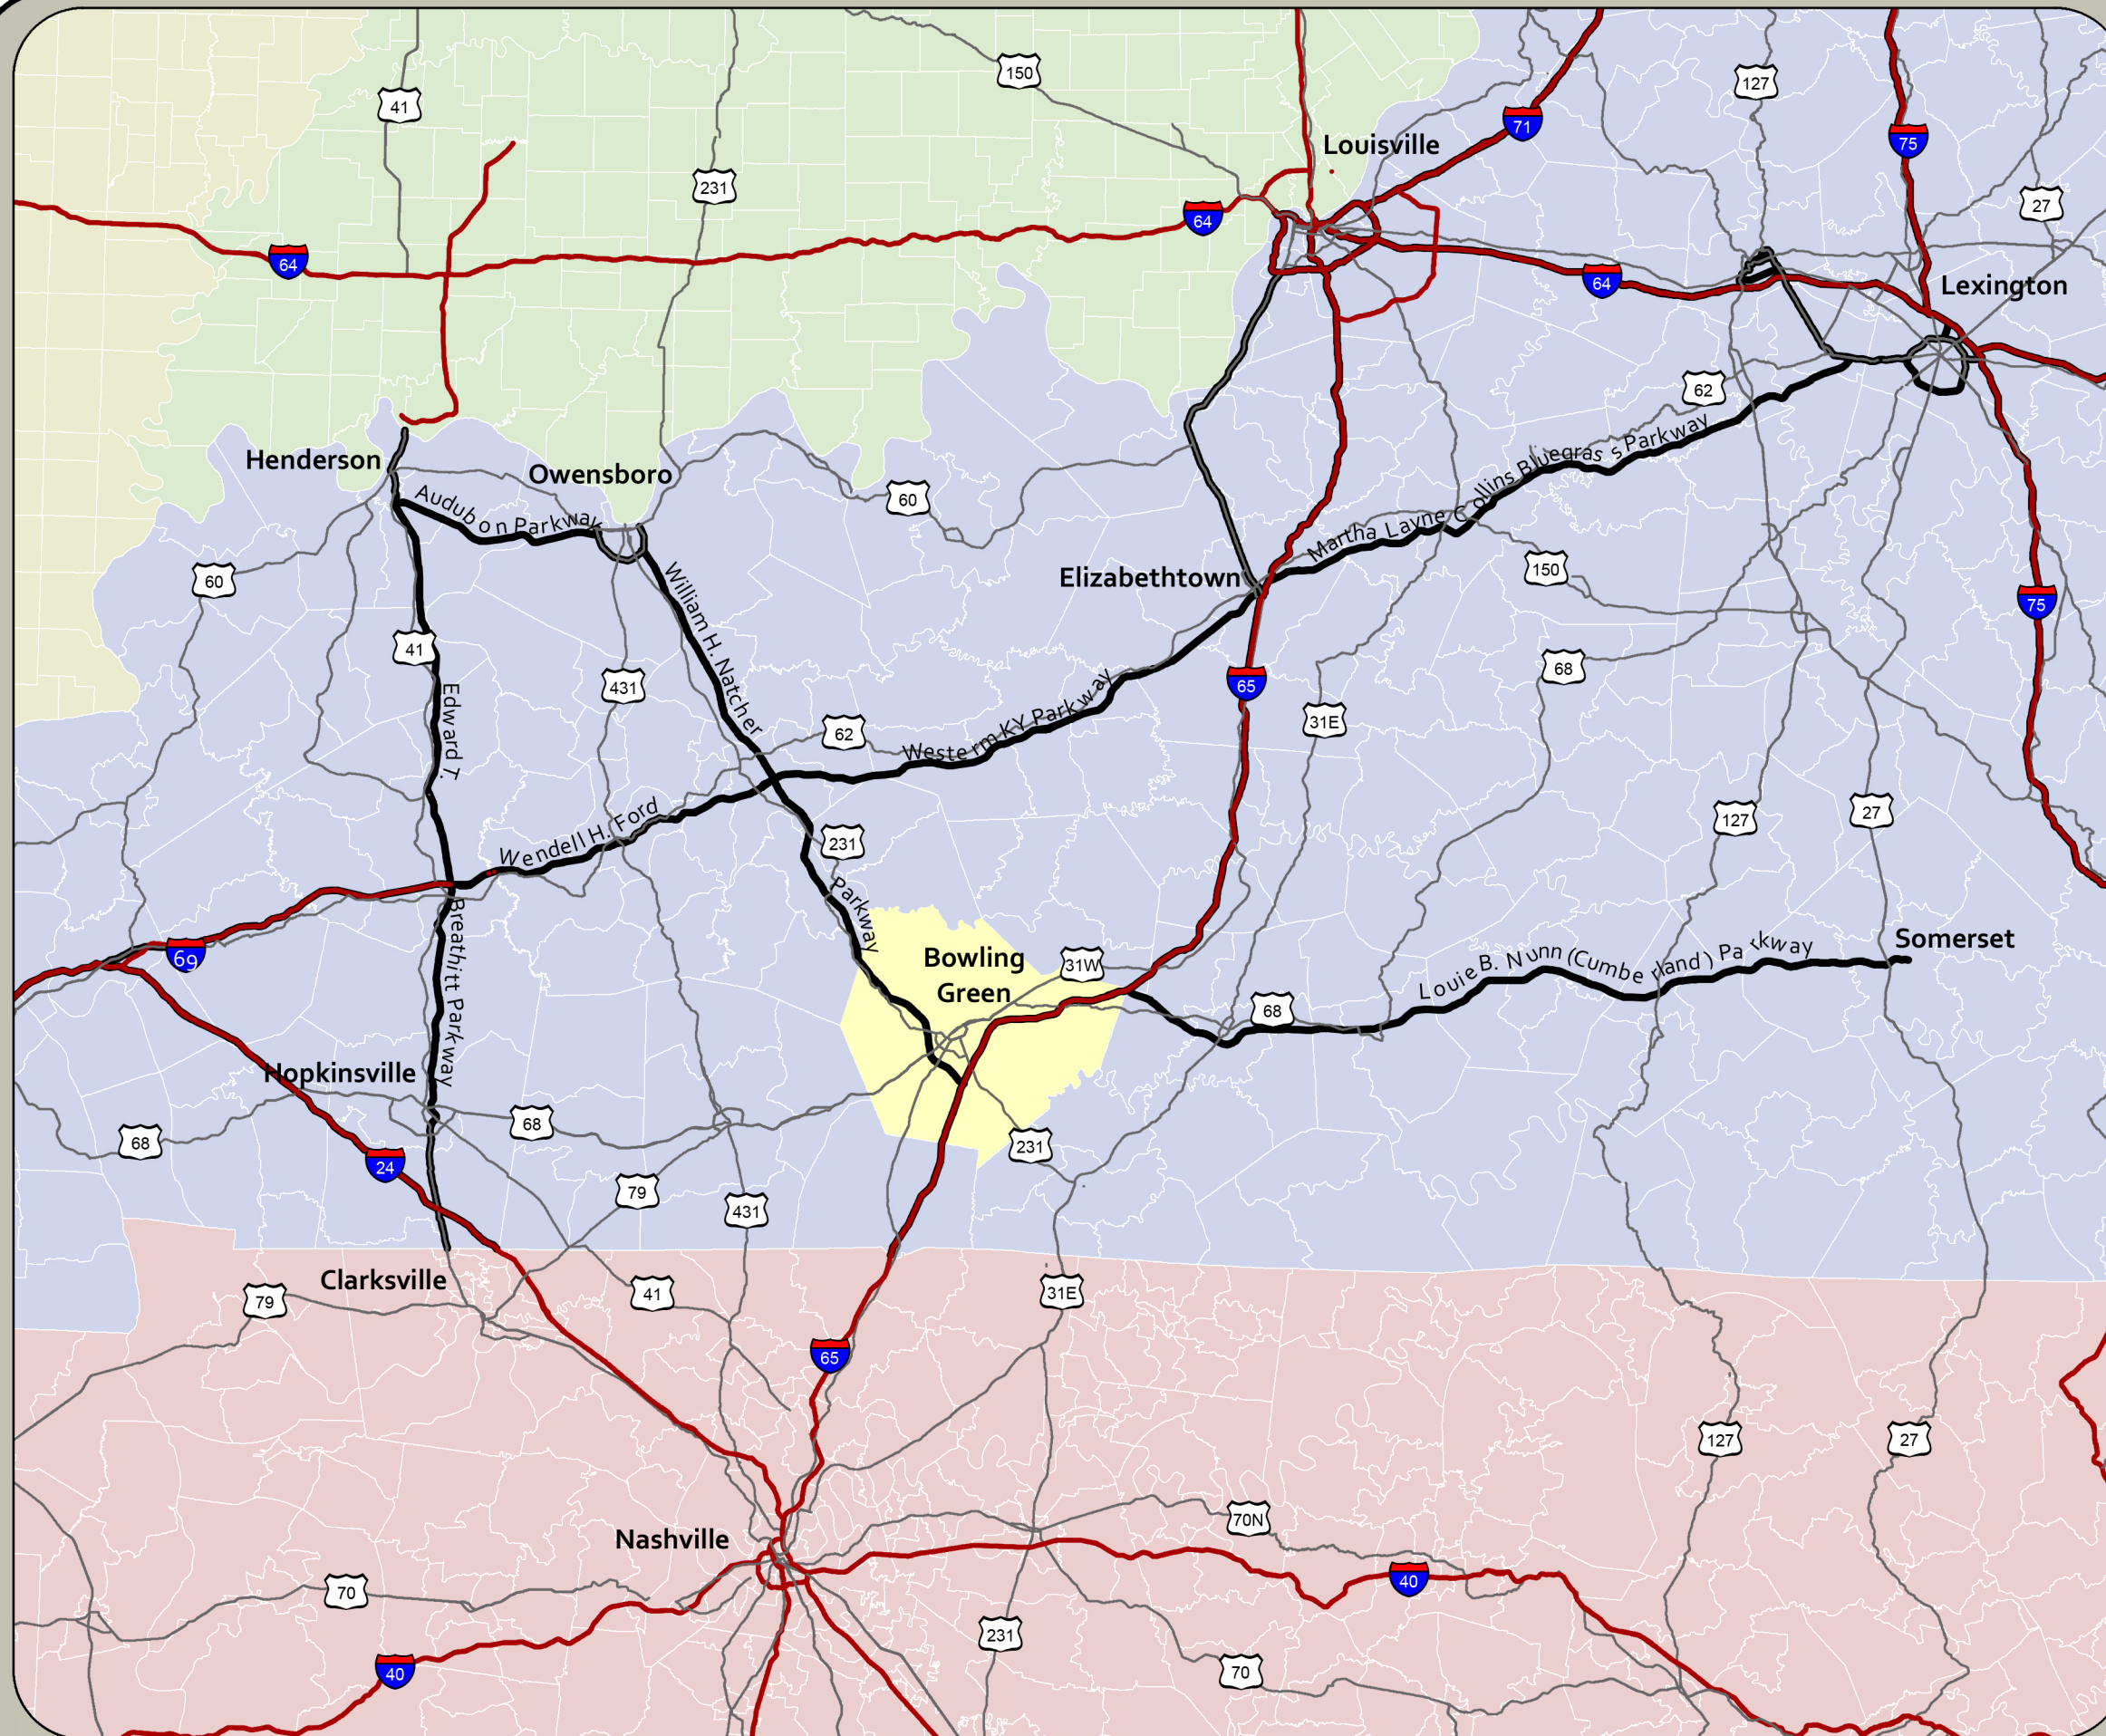 150
127
41
71
75
Louisville
231
27
64
64
64
Lexington
62
Henderson
Owensboro
60
Audubon Parkway
Martha Layne Collins Bluegrass Parkway
60
Elizabethtown
150
75
William H. Natcher
41
431
65
68
31E
Edward T.
62
Western KY Parkway
Wendell H. Ford
127
27
231
Parkway
Breathitt Parkway
69
Bowling
Green
31W
Somerset
Louie B. Nunn (Cumberland) Parkway
68
Hopkinsville
68
68
231
24
79
431
Clarksville
79
41
31E
65
127
27
70N
Nashville
40
70
231
40
70